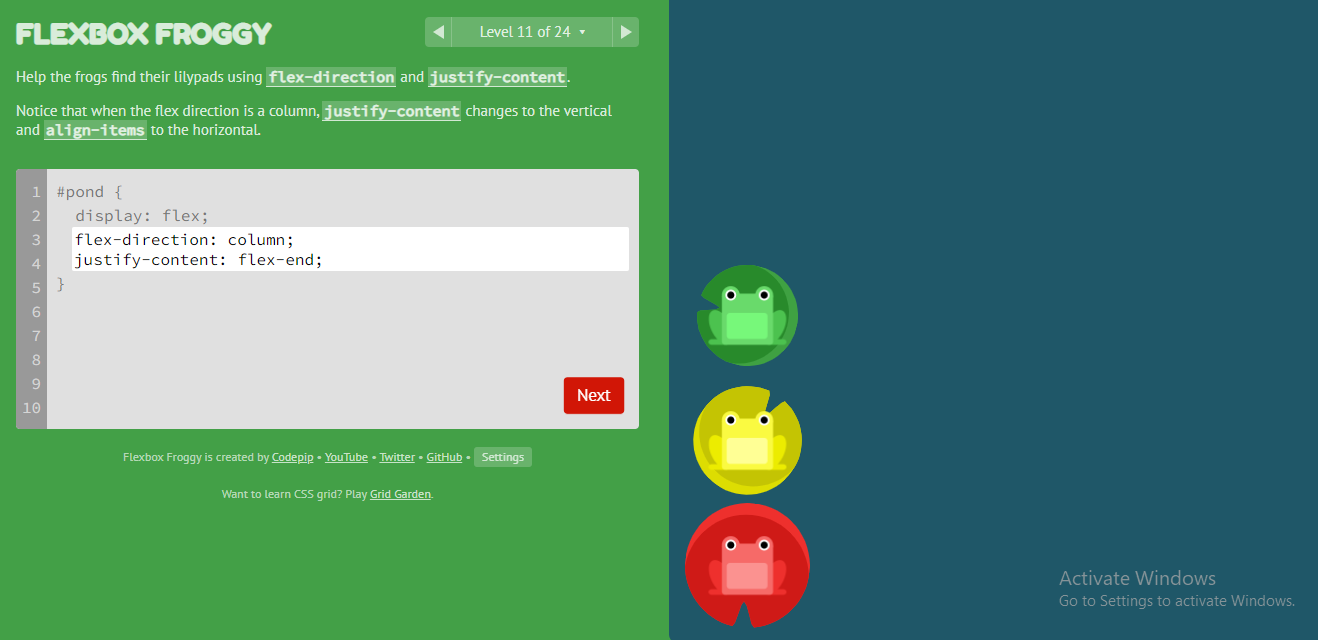 FLEXBOX FROGGY
Level 11 of 24
Help the frogs find their lilypads using flex-direction and justify-content.
Notice that when the flex direction is a column, justify-content changes to the vertical
and align-items to the horizontal.
1 #pond {
2 display: flex;
3 flex-direction: column;
4 justify-content: flex-end;
5 }
6
7
8
9
10
Next
Flexbox Froggy is created by Codepip • YouTube • Twitter • GitHub • Settings
Want to learn CSS grid? Play Grid Garden.
Activate Windows
Go to Settings to activate Windows.